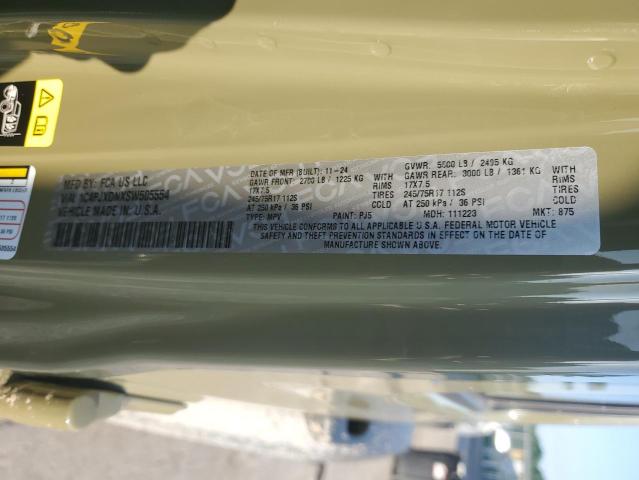 MFD BY: FCA US LLC
VEHICLE MADE IN U.S.A.
DATE OF MFR (BUILT): 11-24
GAWR FRONT: 2700 LB / 1225 KG WITH
17X7.5 RIMS
245/75R17 112S TIRES
AT 250 kPa / 36 PSI COLD
TYPE: MPV PAINT: PJ5
GVWR: 5500 LB / 2495 KG
GAWR REAR: 3000 LB / 1361 KG WITH
17X7.5 RIMS
245/75R17 112S TIRES
AT 250 kPa / 36 PSI COLD
MDH: 111223 MKT: 875
THIS VEHICLE CONFORMS TO ALL APPLICABLE U.S.A. FEDERAL MOTOR VEHICLE
SAFETY AND THEFT PREVENTION STANDARDS IN EFFECT ON THE DATE OF
MANUFACTURE SHOWN ABOVE.